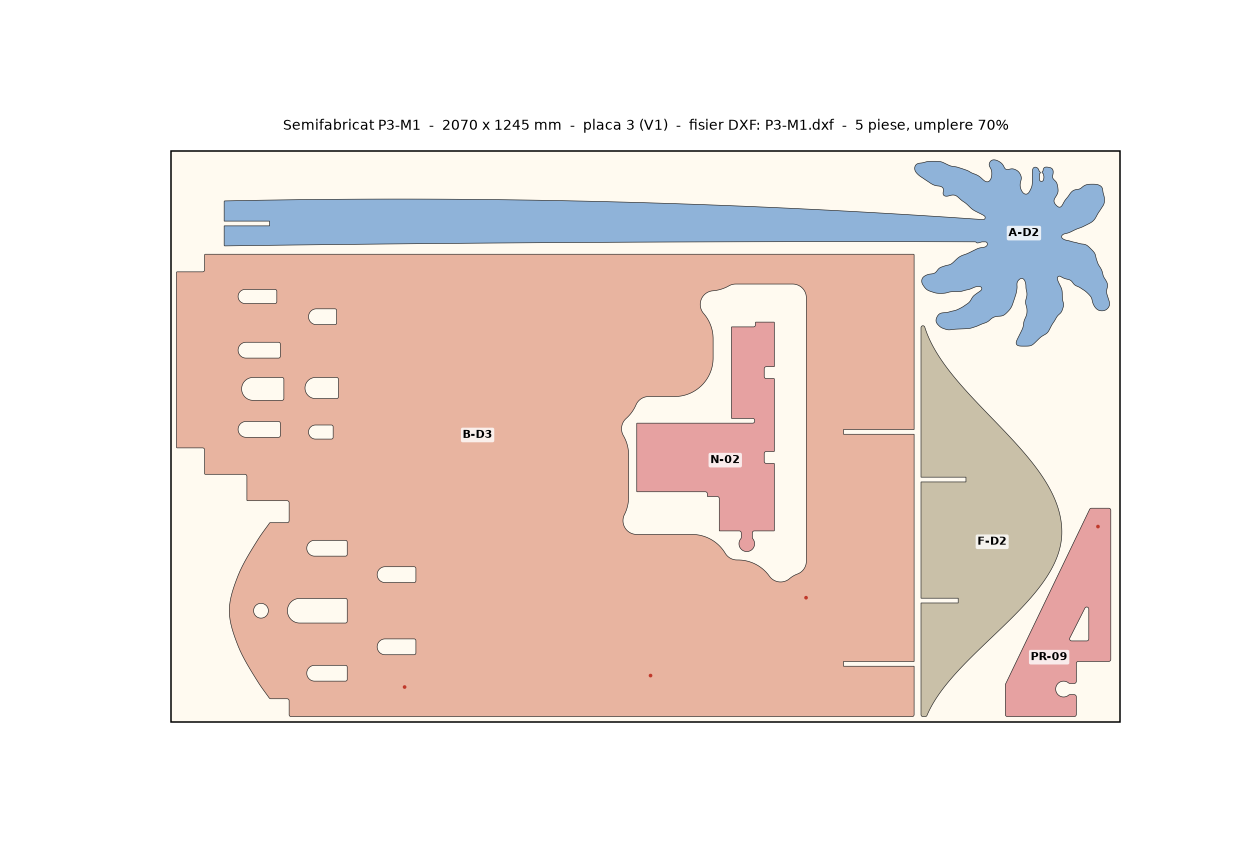 Semifabricat P3-M1 - 2070 x 1245 mm - placa 3 (V1) - fisier DXF: P3-M1.dxf - 5 piese, umplere 70%
A-D2
B-D3
N-02
F-D2
PR-09